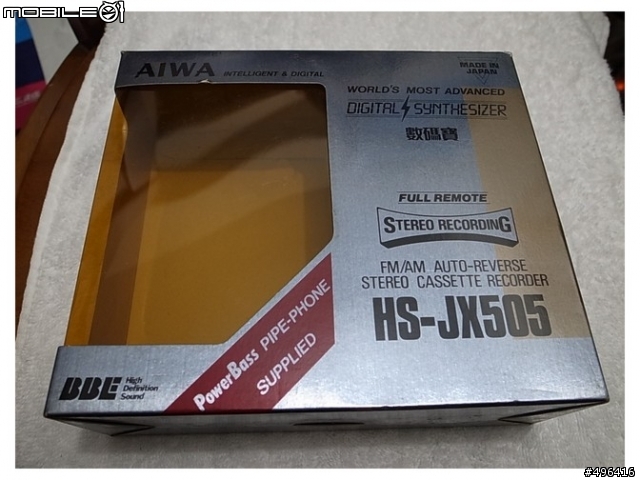 MOBILE01
AIWA INTELLIGENT & DIGITAL
MADE IN
JAPAN
WORLD'S MOST ADVANCED
DIGITAL SYNTHESIZER
數碼寶
FULL REMOTE
STEREO RECORDING
FM/AM AUTO-REVERSE
STEREO CASSETTE RECORDER
HS-JX505
PowerBass PIPE-PHONE
SUPPLIED
BBE High
Definition
Sound
#496416